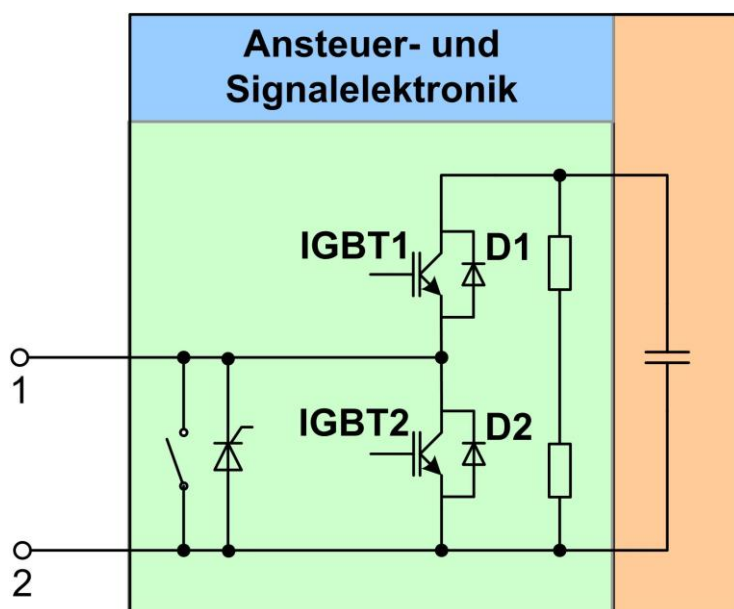 Ansteuer- und
Signalelektronik
IGBT1
D1
1
IGBT2
D2
2